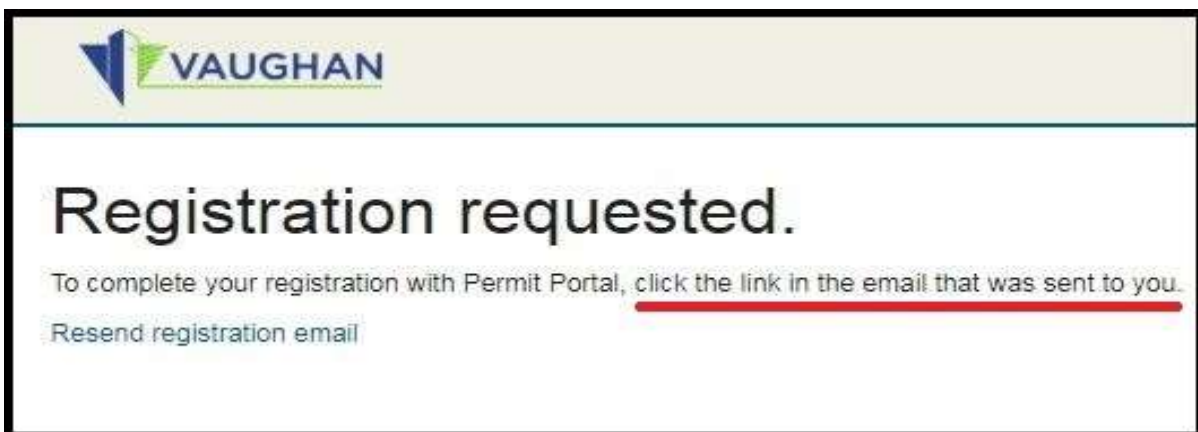 VAUGHAN
Registration requested.
To complete your registration with Permit Portal, click the link in the email that was sent to you.
Resend registration email